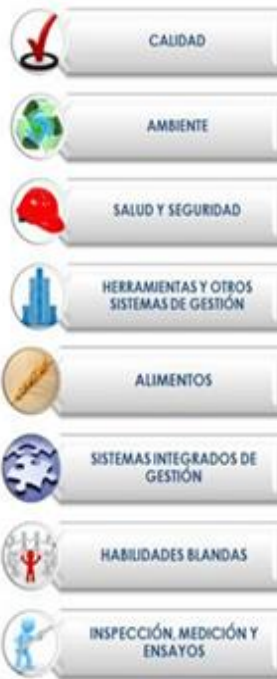 CALIDAD
AMBIENTE
SALUD Y SEGURIDAD
HERRAMIENTAS Y OTROS
SISTEMAS DE GESTIÓN
ALIMENTOS
SISTEMAS INTEGRADOS DE
GESTIÓN
HABILIDADES BLANDAS
INSPECCIÓN, MEDICIÓN Y
ENSAYOS